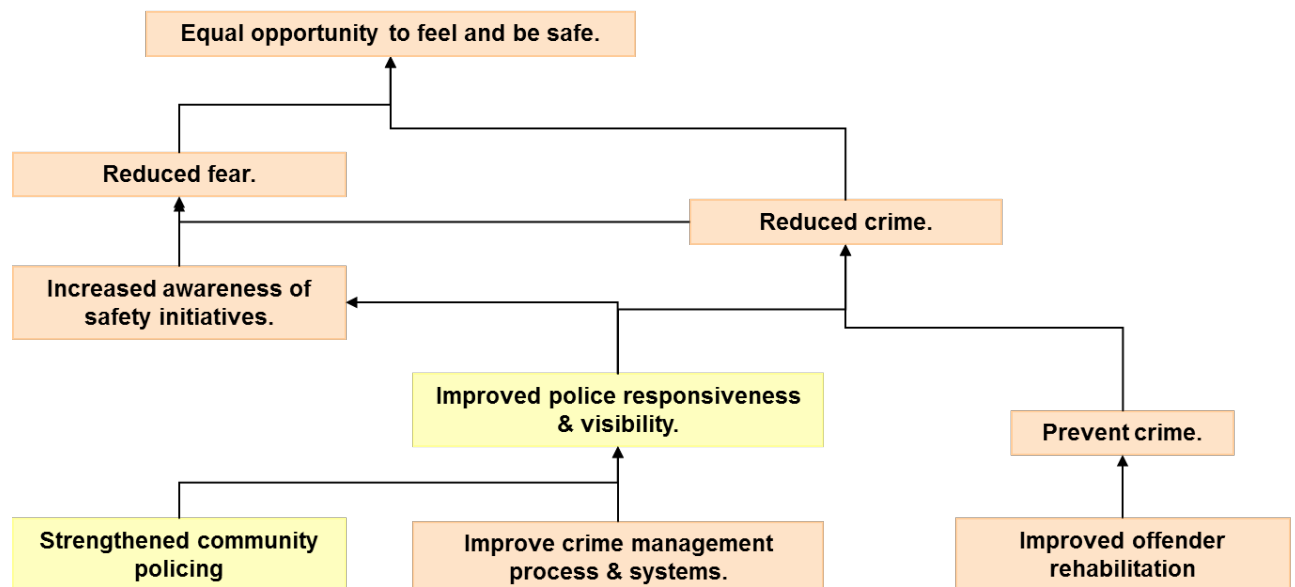 Equal opportunity to feel and be safe.
Reduced fear.
Reduced crime.
Increased awareness of
safety initiatives.
Improved police responsiveness
& visibility.
Prevent crime.
Strengthened community
policing
Improve crime management
process & systems.
Improved offender
rehabilitation